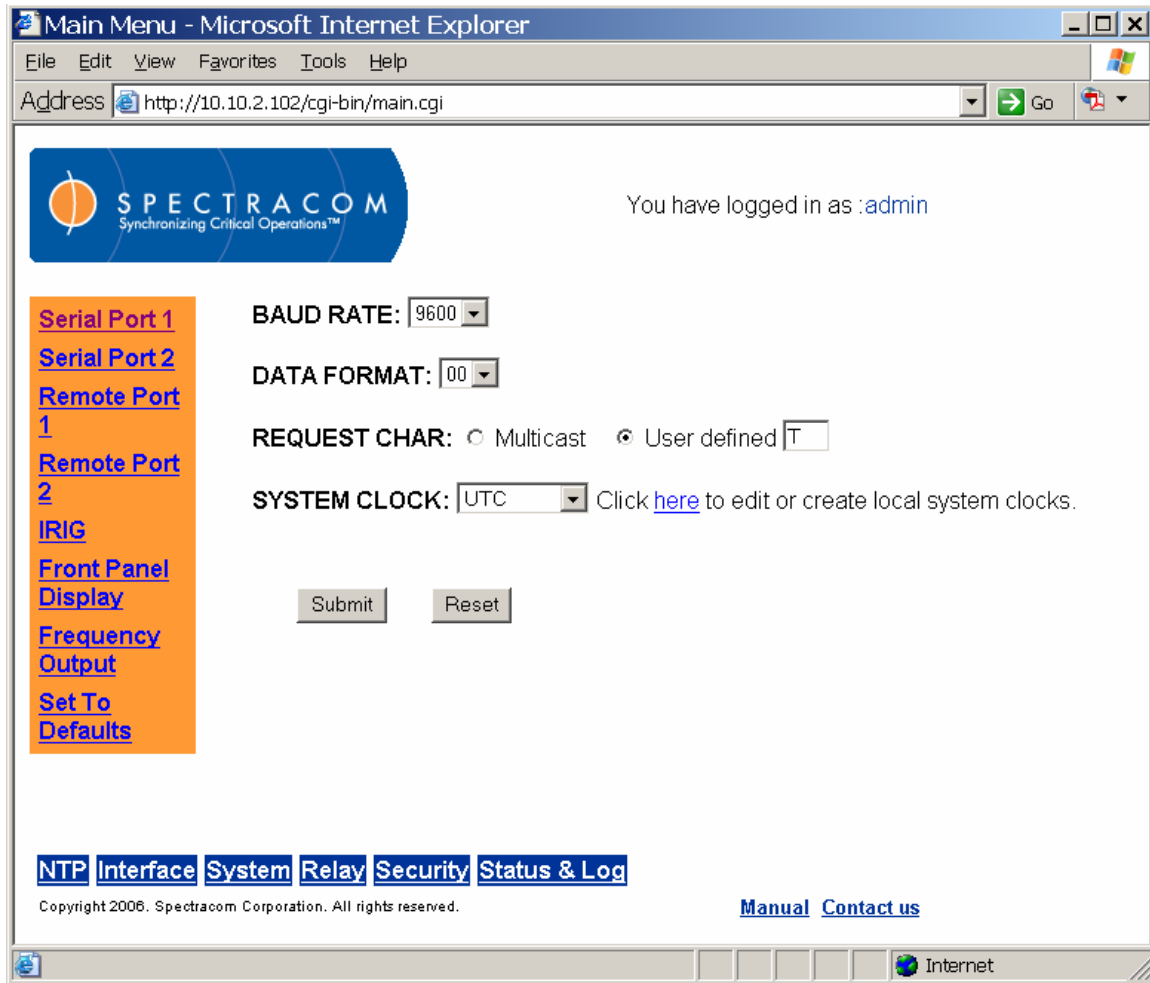 Main Menu - Microsoft Internet Explorer
File Edit View Favorites Tools Help
Address http://10.10.2.102/cgi-bin/main.cgi Go
SPECTRACOM
Synchronizing Critical Operations™
You have logged in as :admin
Serial Port 1
Serial Port 2
Remote Port
1
Remote Port
2
IRIG
Front Panel
Display
Frequency
Output
Set To
Defaults
BAUD RATE: 9600
DATA FORMAT: 00
REQUEST CHAR: Multicast User defined T
SYSTEM CLOCK: UTC Click here to edit or create local system clocks.
Submit Reset
NTP Interface System Relay Security Status & Log
Copyright 2006. Spectracom Corporation. All rights reserved.
Manual Contact us
Internet